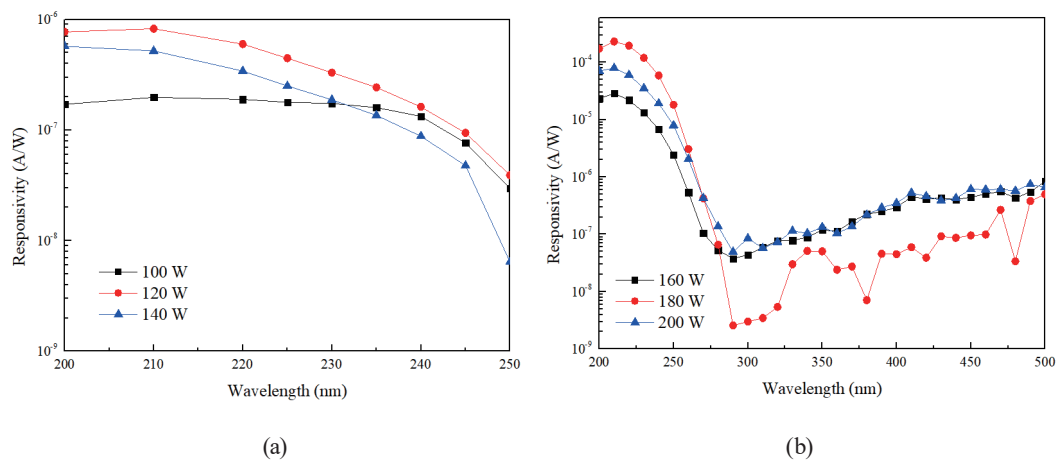 10⁻⁶
10⁻⁷
10⁻⁸
10⁻⁹
Responsivity (A/W)
100 W
120 W
140 W
200 210 220 230 240 250
Wavelength (nm)
(a)
10⁻⁴
10⁻⁵
10⁻⁶
10⁻⁷
10⁻⁸
10⁻⁹
Responsivity (A/W)
160 W
180 W
200 W
200 250 300 350 400 450 500
Wavelength (nm)
(b)